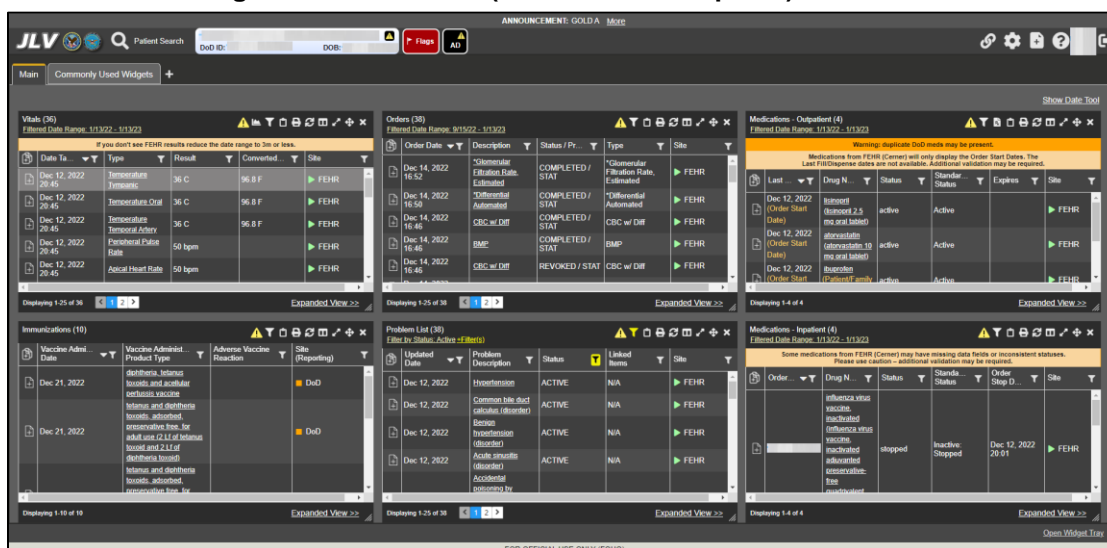 ANNOUNCEMENT: GOLD A More
JLV Patient Search DoD ID: DOB: Flags AD
Main Commonly Used Widgets +
Show Date Tool
Vitals (36)
Filtered Date Range: 1/13/22 - 1/13/23
If you don't see FEHR results reduce the date range to 3m or less.
Date Ta... Type Result Converted... Site
Dec 12, 2022 20:45 Temperature Tympanic 36 C 96.8 F FEHR
Dec 12, 2022 20:45 Temperature Oral 36 C 96.8 F FEHR
Dec 12, 2022 20:45 Temperature Temporal Artery 36 C 96.8 F FEHR
Dec 12, 2022 20:45 Peripheral Pulse Rate 50 bpm FEHR
Dec 12, 2022 20:45 Apical Heart Rate 50 bpm FEHR
Displaying 1-25 of 36 < 1 2 > Expanded View >>
Orders (38)
Filtered Date Range: 9/15/22 - 1/13/23
Order Date Description Status / Pr... Type Site
Dec 14, 2022 16:52 *Glomerular Filtration Rate, Estimated COMPLETED / STAT *Glomerular Filtration Rate, Estimated FEHR
Dec 14, 2022 16:50 *Differential Automated COMPLETED / STAT *Differential Automated FEHR
Dec 14, 2022 16:46 CBC w/ Diff COMPLETED / STAT CBC w/ Diff FEHR
Dec 14, 2022 16:46 BMP COMPLETED / STAT BMP FEHR
Dec 14, 2022 16:46 CBC w/ Diff REVOKED / STAT CBC w/ Diff FEHR
Displaying 1-25 of 38 < 1 2 > Expanded View >>
Medications - Outpatient (4)
Filtered Date Range: 1/13/22 - 1/13/23
Warning: duplicate DoD meds may be present.
Medications from FEHR (Cerner) will only display the Order Start Dates. The
Last Fill/Dispense dates are not available. Additional validation may be required.
Last ... Drug N... Status Standar... Status Expires Site
Dec 12, 2022 (Order Start Date) lisinopril (lisinopril 2.5 mg oral tablet) active Active FEHR
Dec 12, 2022 (Order Start Date) atorvastatin (atorvastatin 10 mg oral tablet) active Active FEHR
Dec 12, 2022 (Order Start ibuprofen (Patient/Family active Active FEHR
Displaying 1-4 of 4 Expanded View >>
Immunizations (10)
Vaccine Admi... Date Vaccine Administ... Product Type Adverse Vaccine Reaction Site (Reporting)
Dec 21, 2022 diphtheria, tetanus toxoids and acellular pertussis vaccine DoD
Dec 21, 2022 tetanus and diphtheria toxoids, adsorbed, preservative free, for adult use (2 Lf of tetanus toxoid and 2 Lf of diphtheria toxoid) DoD
tetanus and diphtheria toxoids, adsorbed, preservative free, for
Displaying 1-10 of 10 Expanded View >>
Problem List (38)
Filter by Status: Active +Filter(s)
Updated Date Problem Description Status Linked Items Site
Dec 12, 2022 Hypertension ACTIVE N/A FEHR
Dec 12, 2022 Common bile duct calculus (disorder) ACTIVE N/A FEHR
Dec 12, 2022 Benign hypertension (disorder) ACTIVE N/A FEHR
Dec 12, 2022 Acute sinusitis (disorder) ACTIVE N/A FEHR
Accidental poisoning by
Displaying 1-25 of 38 < 1 2 > Expanded View >>
Medications - Inpatient (4)
Filtered Date Range: 1/13/22 - 1/13/23
Some medications from FEHR (Cerner) may have missing data fields or inconsistent statuses.
Please use caution – additional validation may be required.
Order... Drug N... Status Standa... Status Order Stop D... Site
influenza virus vaccine, inactivated (influenza virus vaccine, inactivated adjuvanted preservative-free quadrivalent stopped Inactive: Stopped Dec 12, 2022 20:01 FEHR
Displaying 1-4 of 4 Expanded View >>
Open Widget Tray